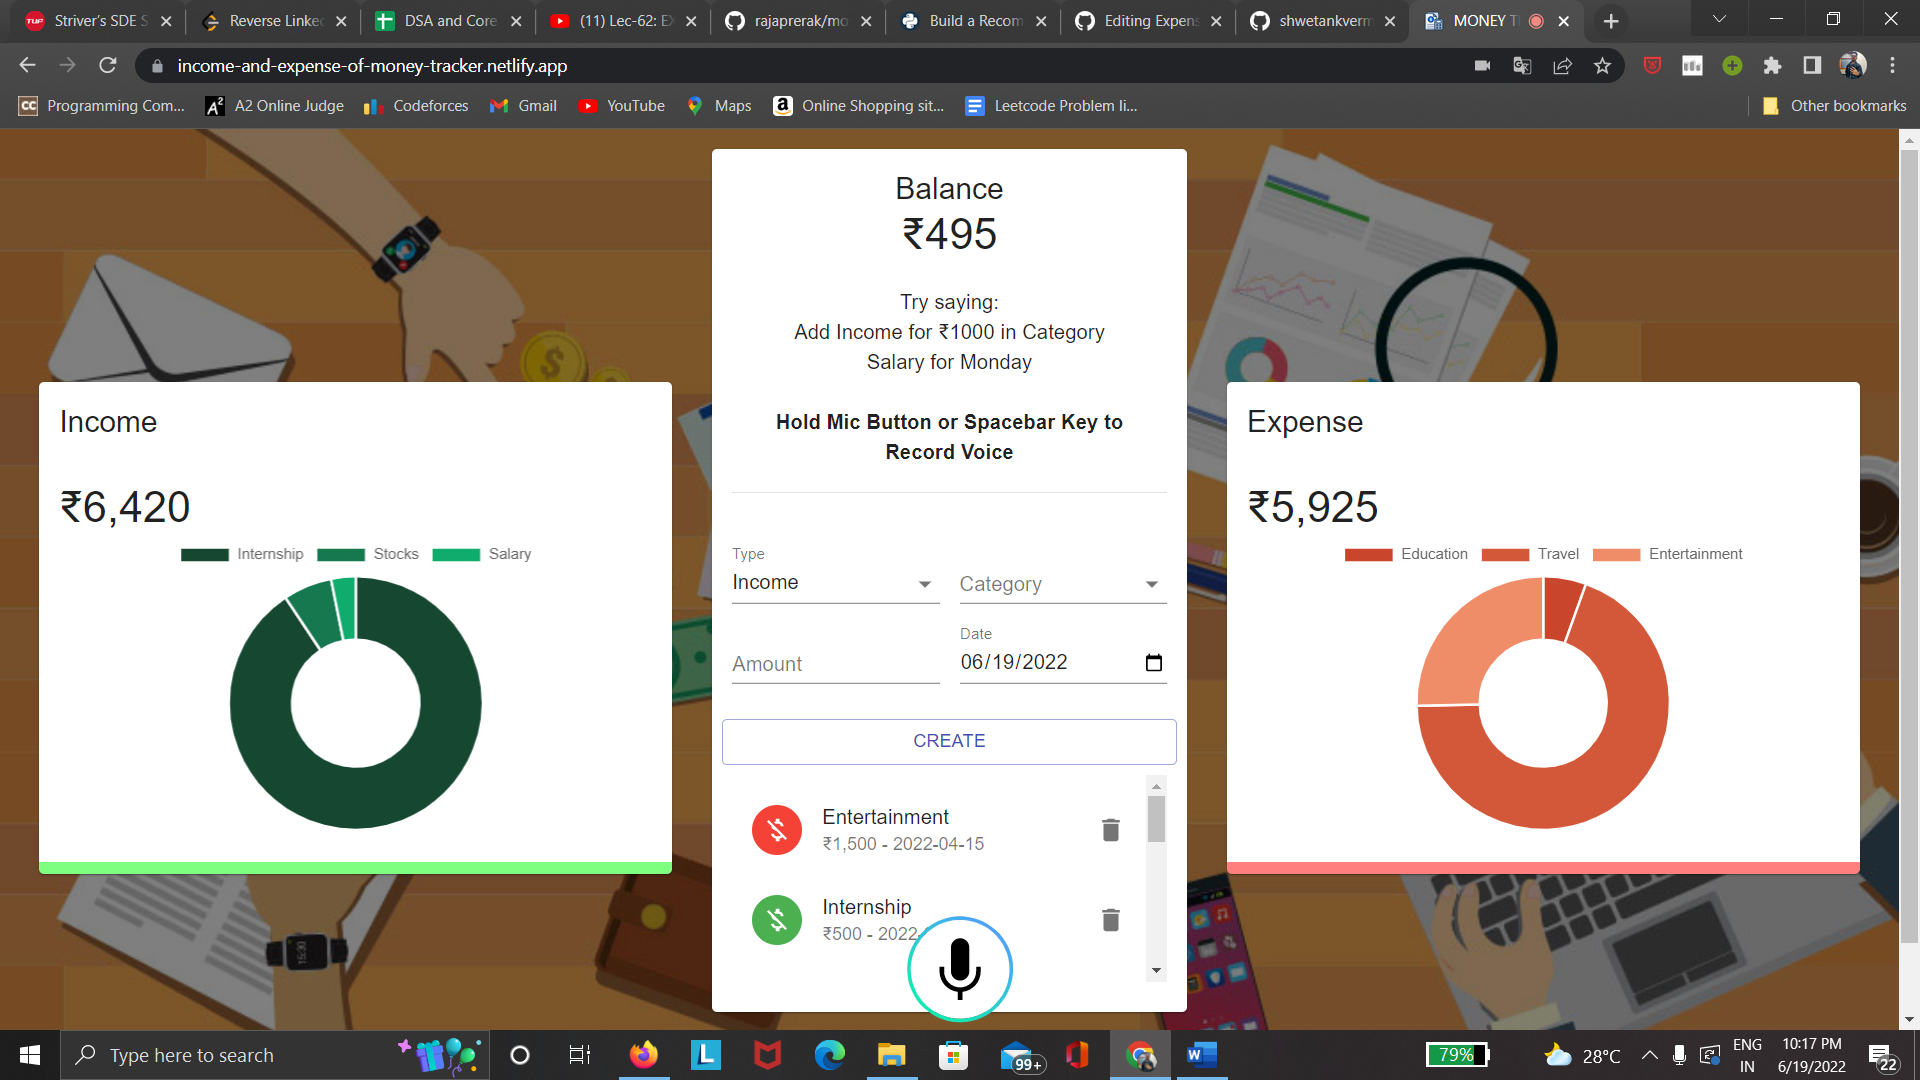 Striver's SDE S
Reverse Linke
DSA and Core
(11) Lec-62: E
rajaprerak/mo
Build a Recom
Editing Expens
shwetankverm
MONEY T
income-and-expense-of-money-tracker.netlify.app
Programming Com...
A2 Online Judge
Codeforces
Gmail
YouTube
Maps
Online Shopping sit...
Leetcode Problem li...
Other bookmarks
Balance
₹495
Try saying:
Add Income for ₹1000 in Category
Salary for Monday
Hold Mic Button or Spacebar Key to
Record Voice
Income
₹6,420
Internship
Stocks
Salary
Type
Income
Category
Amount
Date
06/19/2022
CREATE
Entertainment
₹1,500 - 2022-04-15
Internship
₹500 - 2022-
Expense
₹5,925
Education
Travel
Entertainment
Type here to search
99+
79%
28°C
ENG
IN
10:17 PM
6/19/2022
22